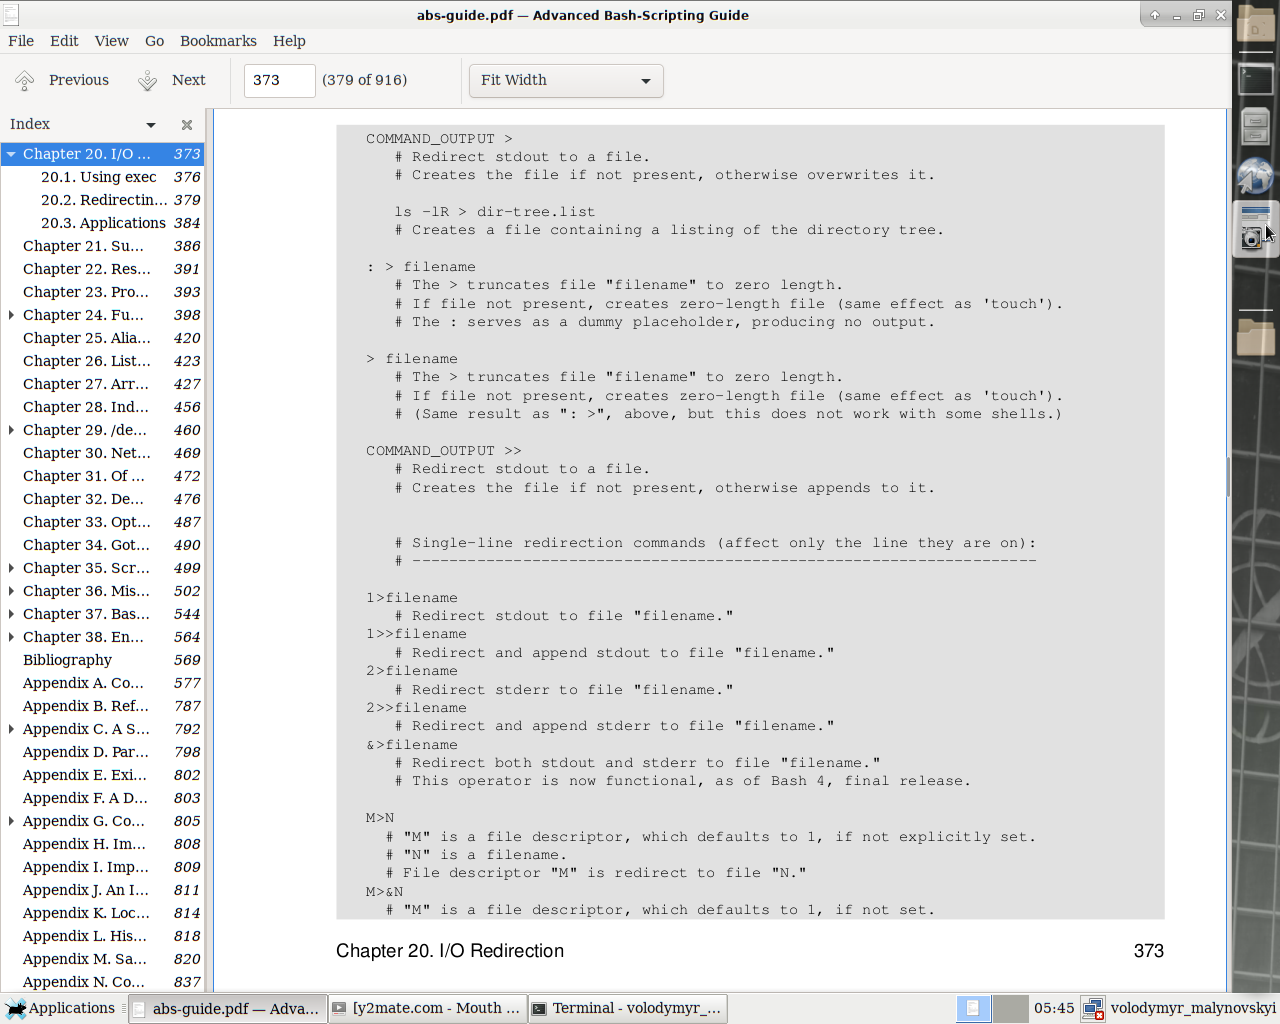 abs-guide.pdf — Advanced Bash-Scripting Guide
File Edit View Go Bookmarks Help
Previous Next 373 (379 of 916) Fit Width
Index
Chapter 20. I/O ... 373
20.1. Using exec 376
20.2. Redirectin... 379
20.3. Applications 384
Chapter 21. Su... 386
Chapter 22. Res... 391
Chapter 23. Pro... 393
Chapter 24. Fu... 398
Chapter 25. Alia... 420
Chapter 26. List... 423
Chapter 27. Arr... 427
Chapter 28. Ind... 456
Chapter 29. /de... 460
Chapter 30. Net... 469
Chapter 31. Of ... 472
Chapter 32. De... 476
Chapter 33. Opt... 487
Chapter 34. Got... 490
Chapter 35. Scr... 499
Chapter 36. Mis... 502
Chapter 37. Bas... 544
Chapter 38. En... 564
Bibliography 569
Appendix A. Co... 577
Appendix B. Ref... 787
Appendix C. A S... 792
Appendix D. Par... 798
Appendix E. Exi... 802
Appendix F. A D... 803
Appendix G. Co... 805
Appendix H. Im... 808
Appendix I. Imp... 809
Appendix J. An I... 811
Appendix K. Loc... 814
Appendix L. His... 818
Appendix M. Sa... 820
Appendix N. Co... 837
COMMAND_OUTPUT >
# Redirect stdout to a file.
# Creates the file if not present, otherwise overwrites it.
ls -lR > dir-tree.list
# Creates a file containing a listing of the directory tree.
: > filename
# The > truncates file "filename" to zero length.
# If file not present, creates zero-length file (same effect as 'touch').
# The : serves as a dummy placeholder, producing no output.
> filename
# The > truncates file "filename" to zero length.
# If file not present, creates zero-length file (same effect as 'touch').
# (Same result as ": >", above, but this does not work with some shells.)
COMMAND_OUTPUT >>
# Redirect stdout to a file.
# Creates the file if not present, otherwise appends to it.
# Single-line redirection commands (affect only the line they are on):
# --------------------------------------------------------------------
1>filename
# Redirect stdout to file "filename."
1>>filename
# Redirect and append stdout to file "filename."
2>filename
# Redirect stderr to file "filename."
2>>filename
# Redirect and append stderr to file "filename."
&>filename
# Redirect both stdout and stderr to file "filename."
# This operator is now functional, as of Bash 4, final release.
M>N
# "M" is a file descriptor, which defaults to 1, if not explicitly set.
# "N" is a filename.
# File descriptor "M" is redirect to file "N."
M>&N
# "M" is a file descriptor, which defaults to 1, if not set.
Chapter 20. I/O Redirection 373
Applications abs-guide.pdf — Adva... [y2mate.com - Mouth ... Terminal - volodymyr_... 05:45 volodymyr_malynovskyi